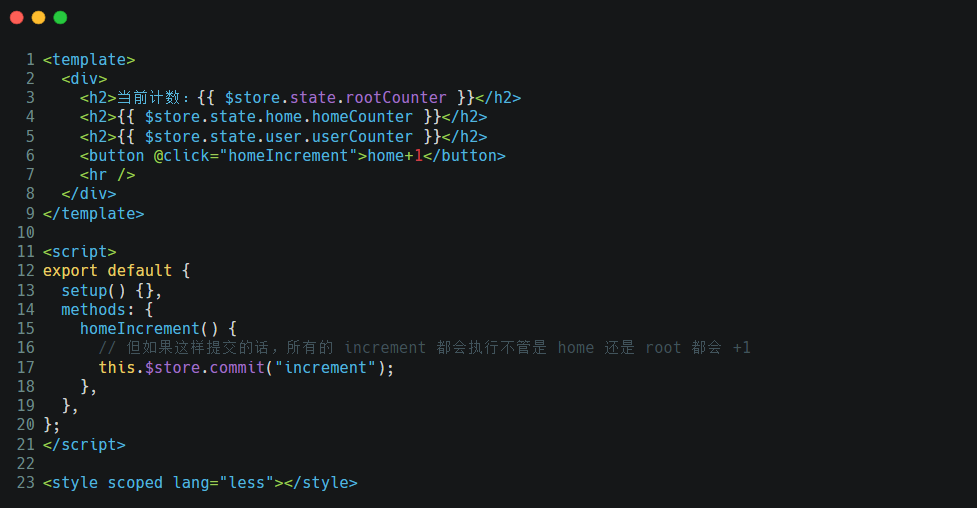 1 <template>
2   <div>
3     <h2>当前计数：{{ $store.state.rootCounter }}</h2>
4     <h2>{{ $store.state.home.homeCounter }}</h2>
5     <h2>{{ $store.state.user.userCounter }}</h2>
6     <button @click="homeIncrement">home+1</button>
7     <hr />
8   </div>
9 </template>
10
11 <script>
12 export default {
13   setup() {},
14   methods: {
15     homeIncrement() {
16       // 但如果这样提交的话，所有的 increment 都会执行不管是 home 还是 root 都会 +1
17       this.$store.commit("increment");
18     },
19   },
20 };
21 </script>
22
23 <style scoped lang="less"></style>